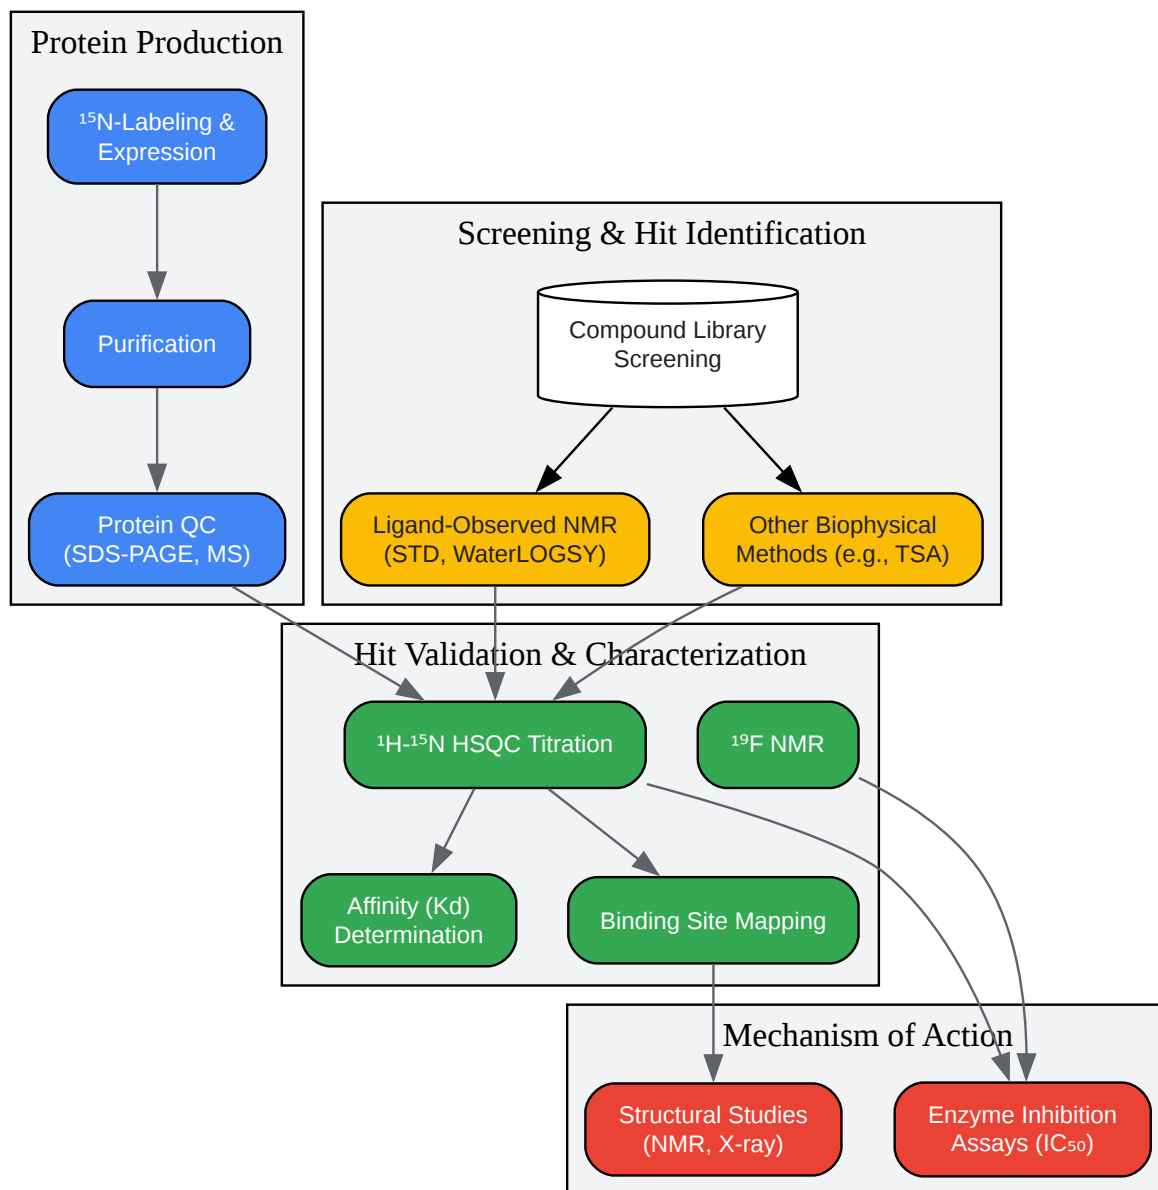 Protein Production
¹⁵N-Labeling &
Expression
Purification
Protein QC
(SDS-PAGE, MS)
Screening & Hit Identification
Compound Library
Screening
Ligand-Observed NMR
(STD, WaterLOGSY)
Other Biophysical
Methods (e.g., TSA)
Hit Validation & Characterization
¹H-¹⁵N HSQC Titration
¹⁹F NMR
Affinity (Kd)
Determination
Binding Site Mapping
Mechanism of Action
Structural Studies
(NMR, X-ray)
Enzyme Inhibition
Assays (IC₅₀)